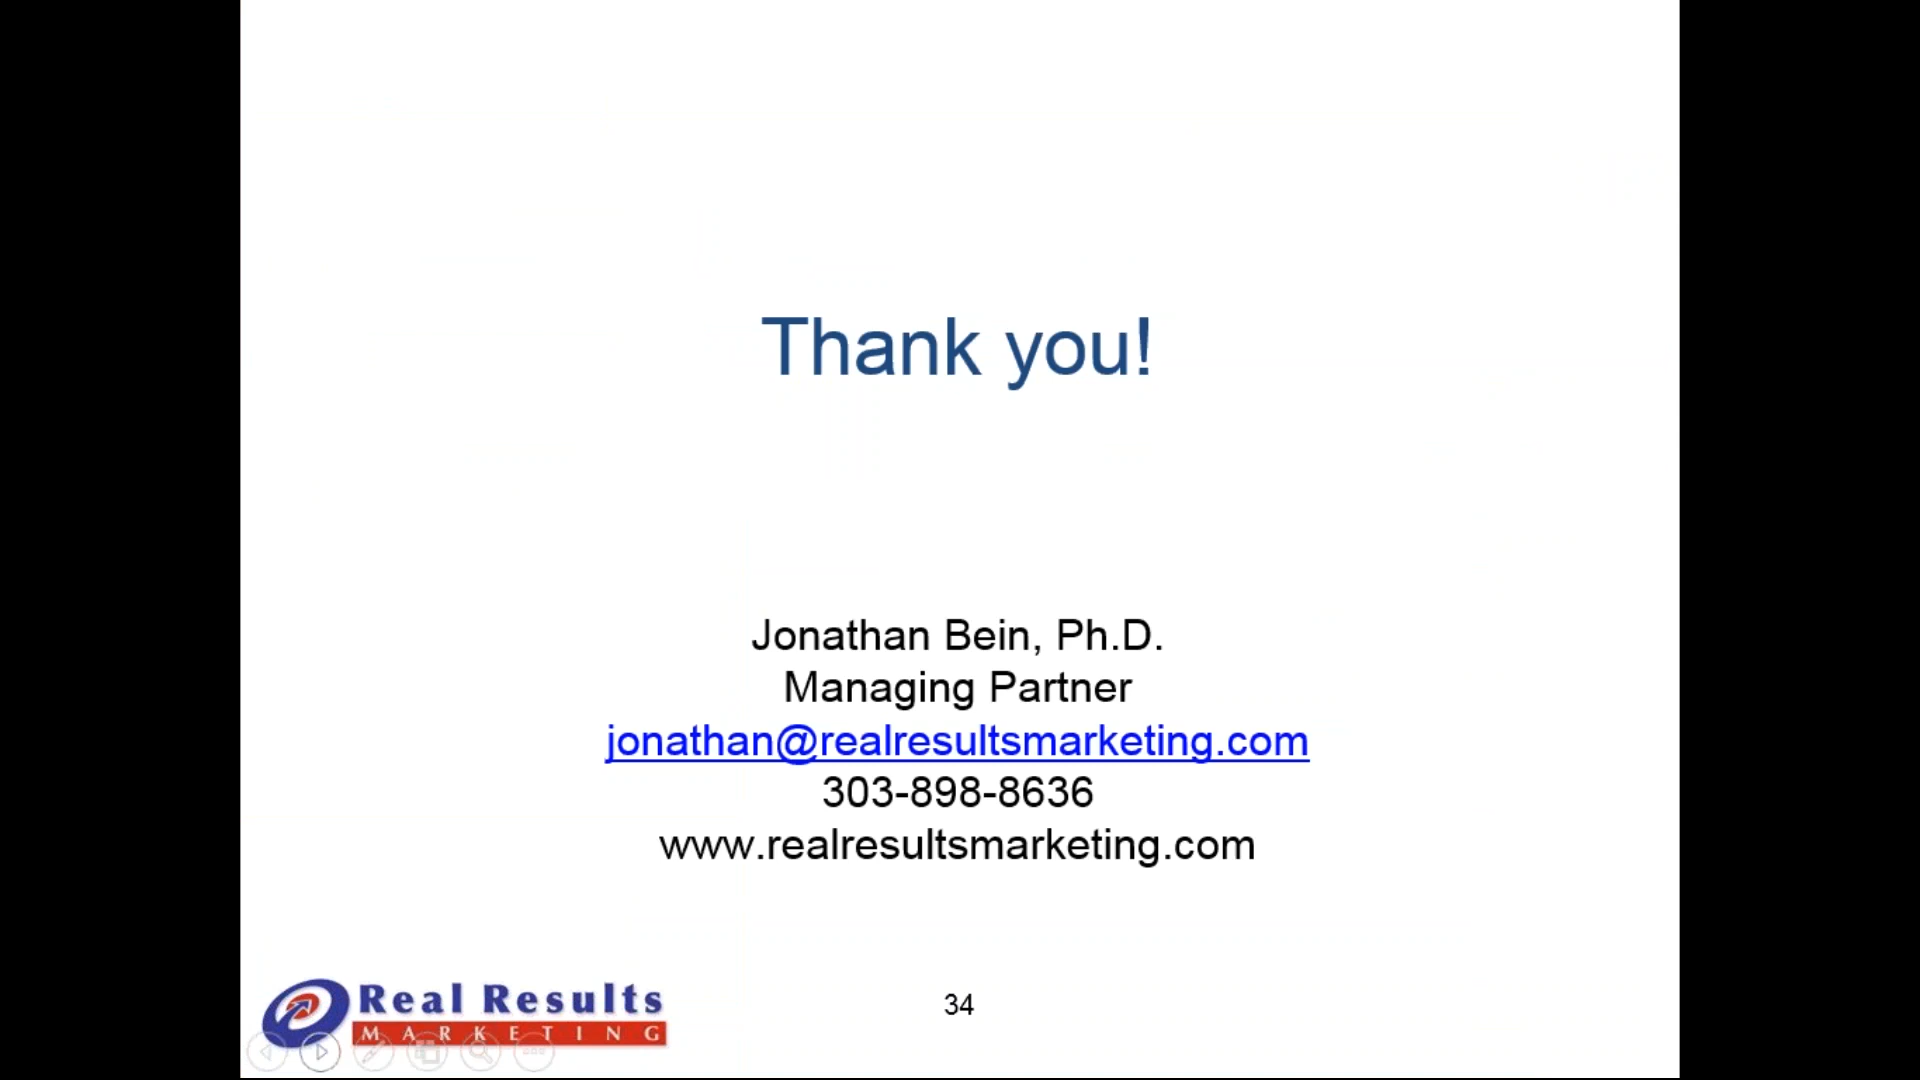 Thank you!
Jonathan Bein, Ph.D.
Managing Partner
jonathan@realresultsmarketing.com
303-898-8636
www.realresultsmarketing.com
Real Results
MARKETING
34